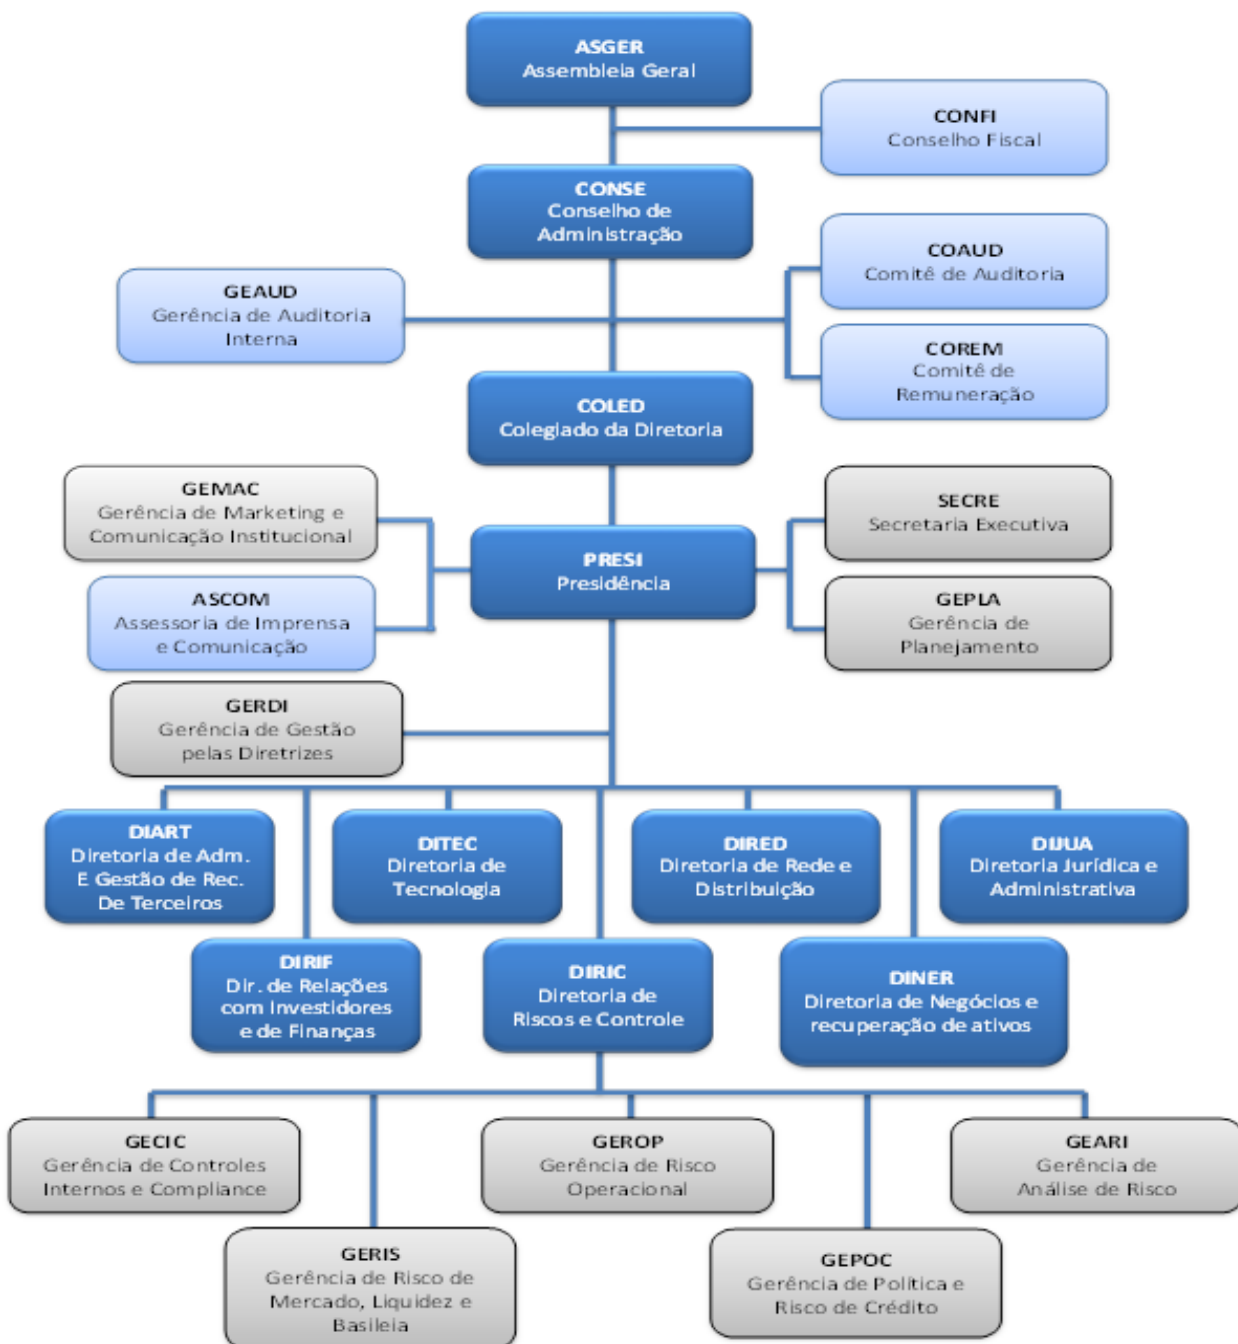 ASGER
Assembleia Geral
CONFI
Conselho Fiscal
CONSE
Conselho de
Administração
COAUD
Comitê de Auditoria
GEAUD
Gerência de Auditoria
Interna
COREM
Comitê de
Remuneração
COLED
Colegiado da Diretoria
GEMAC
Gerência de Marketing e
Comunicação Institucional
SECRE
Secretaria Executiva
PRESI
Presidência
ASCOM
Assessoria de Imprensa
e Comunicação
GEPLA
Gerência de
Planejamento
GERDI
Gerência de Gestão
pelas Diretrizes
DIART
Diretoria de Adm.
E Gestão de Rec.
De Terceiros
DITEC
Diretoria de
Tecnologia
DIRED
Diretoria de Rede e
Distribuição
DIJUA
Diretoria Jurídica e
Administrativa
DIRIF
Dir. de Relações
com Investidores
e de Finanças
DIRIC
Diretoria de
Riscos e Controle
DINER
Diretoria de Negócios e
recuperação de ativos
GECIC
Gerência de Controles
Internos e Compliance
GEROP
Gerência de Risco
Operacional
GEARI
Gerência de
Análise de Risco
GERIS
Gerência de Risco de
Mercado, Liquidez e
Basileia
GEPOC
Gerência de Política e
Risco de Crédito